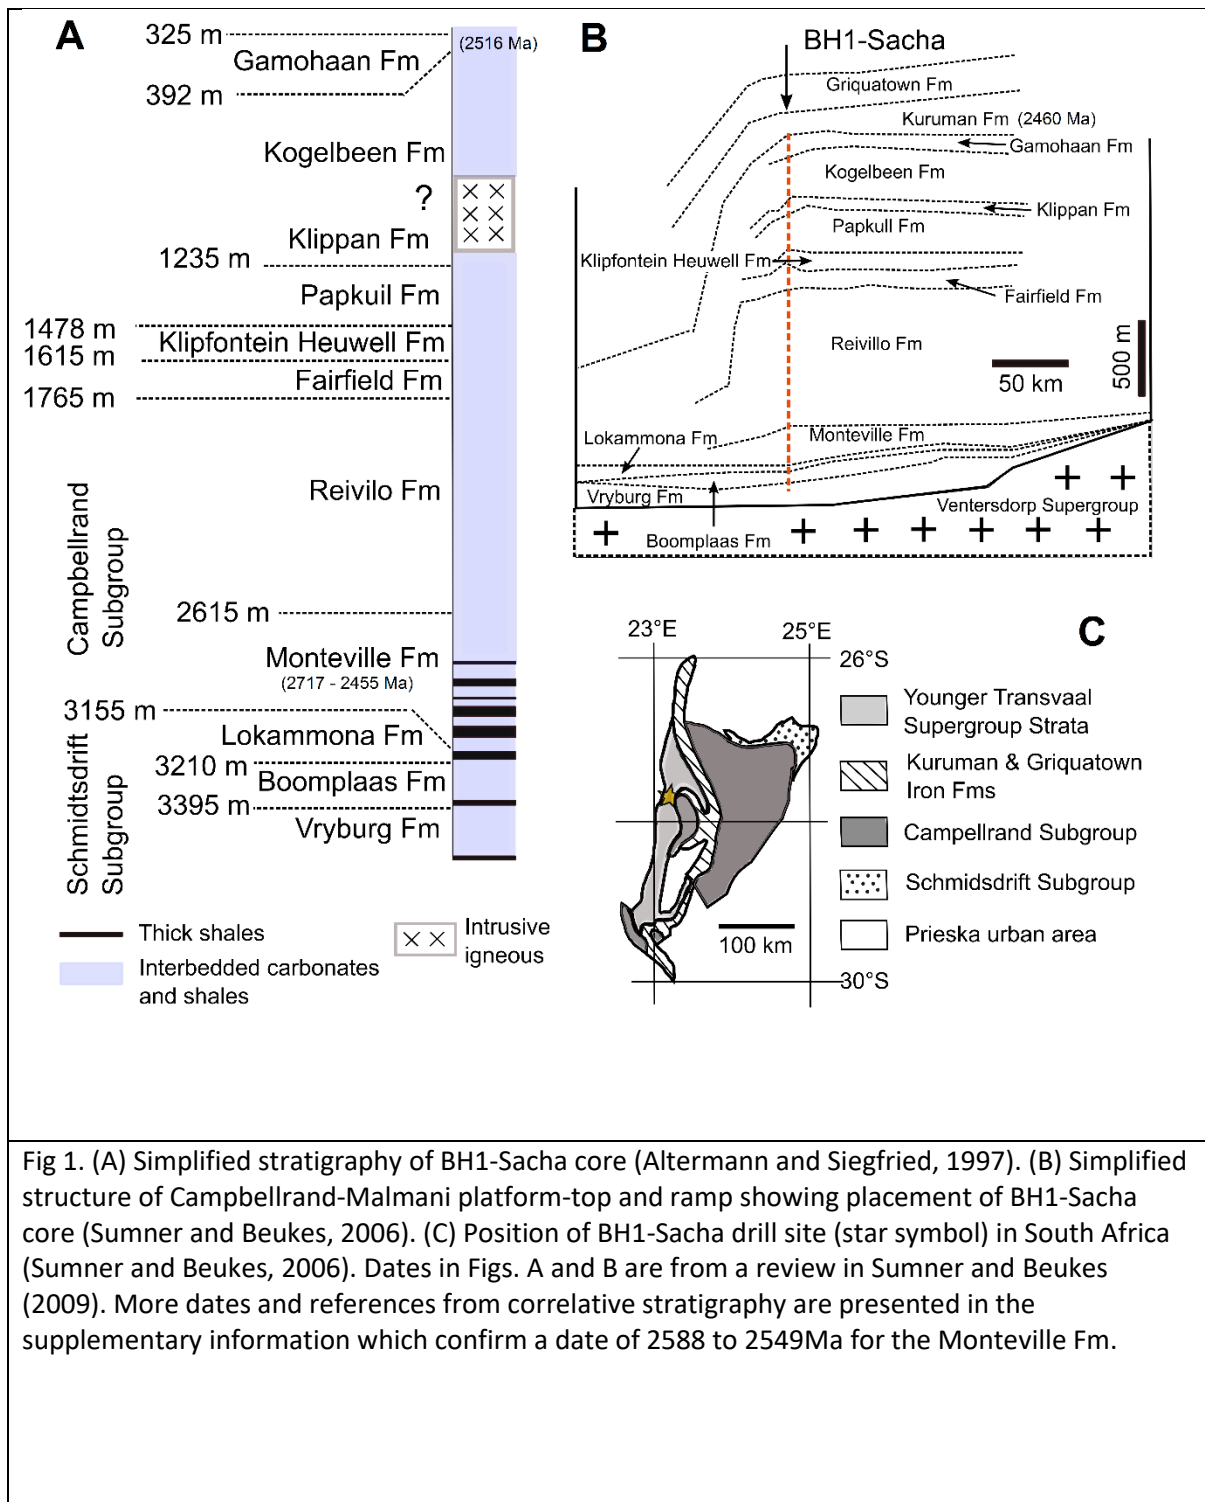 A
325 m
(2516 Ma)
Gamohaan Fm
392 m
Kogelbeen Fm
?
Klippan Fm
1235 m
Papkuil Fm
1478 m
Klipfontein Heuwell Fm
1615 m
Fairfield Fm
1765 m
Reivilo Fm
Campbellrand
Subgroup
2615 m
Monteville Fm
(2717 - 2455 Ma)
3155 m
Lokammona Fm
3210 m
Boomplaas Fm
3395 m
Vryburg Fm
Schmidtsdrift
Subgroup
Thick shales
Interbedded carbonates
and shales
Intrusive
igneous
B
BH1-Sacha
Griquatown Fm
Kuruman Fm (2460 Ma)
Gamohaan Fm
Kogelbeen Fm
Klippan Fm
Papkull Fm
Klipfontein Heuwell Fm
Fairfield Fm
Reivillo Fm
50 km
500 m
Lokammona Fm
Monteville Fm
Vryburg Fm
Ventersdorp Supergroup
Boomplaas Fm
C
23°E
25°E
26°S
30°S
100 km
Younger Transvaal
Supergroup Strata
Kuruman & Griquatown
Iron Fms
Campellrand Subgroup
Schmidsdrift Subgroup
Prieska urban area
Fig 1. (A) Simplified stratigraphy of BH1-Sacha core (Altermann and Siegfried, 1997). (B) Simplified
structure of Campbellrand-Malmani platform-top and ramp showing placement of BH1-Sacha
core (Sumner and Beukes, 2006). (C) Position of BH1-Sacha drill site (star symbol) in South Africa
(Sumner and Beukes, 2006). Dates in Figs. A and B are from a review in Sumner and Beukes
(2009). More dates and references from correlative stratigraphy are presented in the
supplementary information which confirm a date of 2588 to 2549Ma for the Monteville Fm.